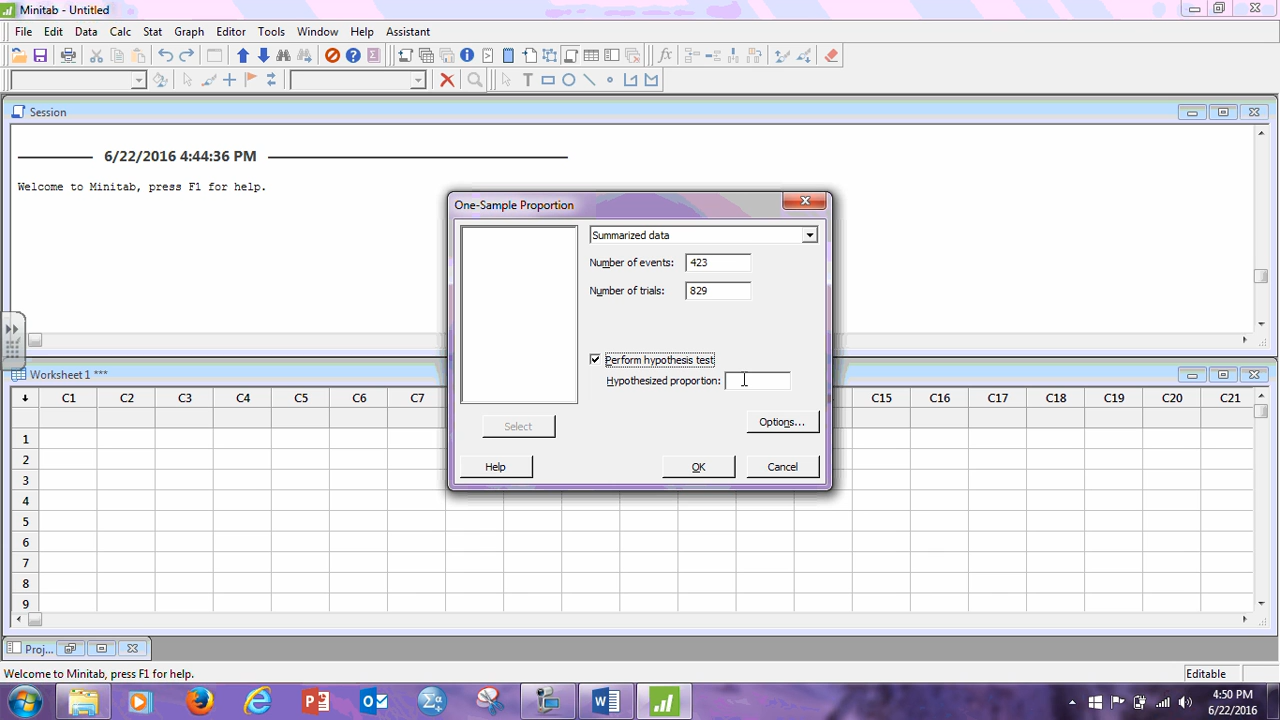 Minitab - Untitled
File Edit Data Calc Stat Graph Editor Tools Window Help Assistant
Session
6/22/2016 4:44:36 PM
Welcome to Minitab, press F1 for help.
One-Sample Proportion
Summarized data
Number of events: 423
Number of trials: 829
Perform hypothesis test
Hypothesized proportion:
Select
Options...
Help
OK
Cancel
Worksheet 1 ***
C1 C2 C3 C4 C5 C6 C7 C15 C16 C17 C18 C19 C20 C21
1
2
3
4
5
6
7
8
9
Proj...
Welcome to Minitab, press F1 for help.
Editable
4:50 PM
6/22/2016